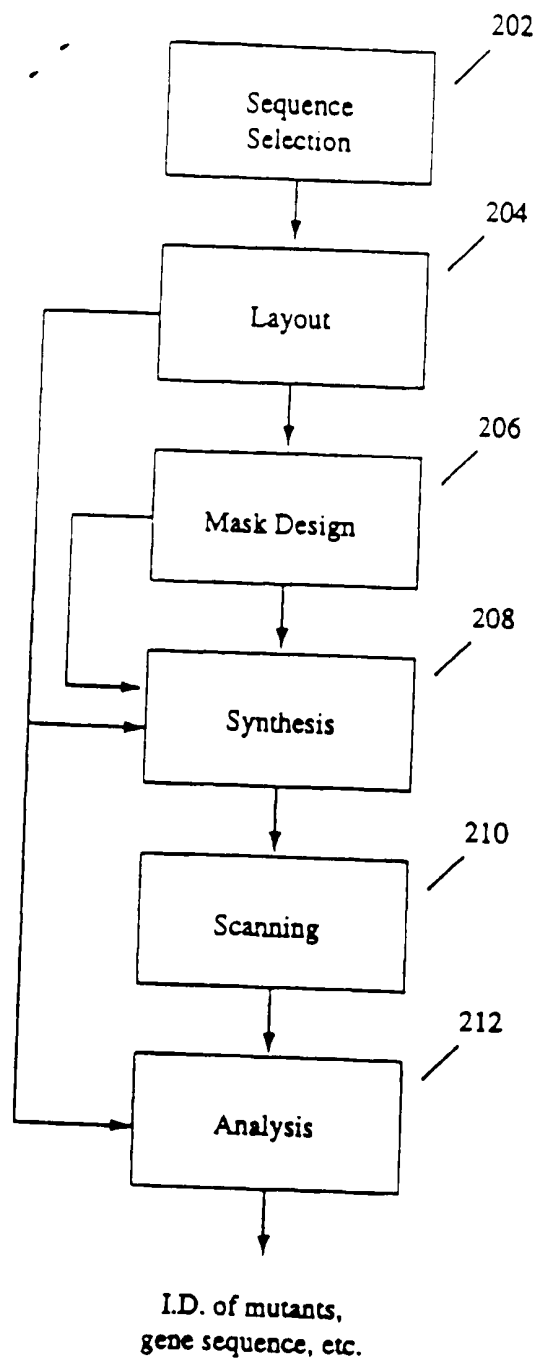 202
Sequence
Selection
204
Layout
206
Mask Design
208
Synthesis
210
Scanning
212
Analysis
I.D. of mutants,
gene sequence, etc.